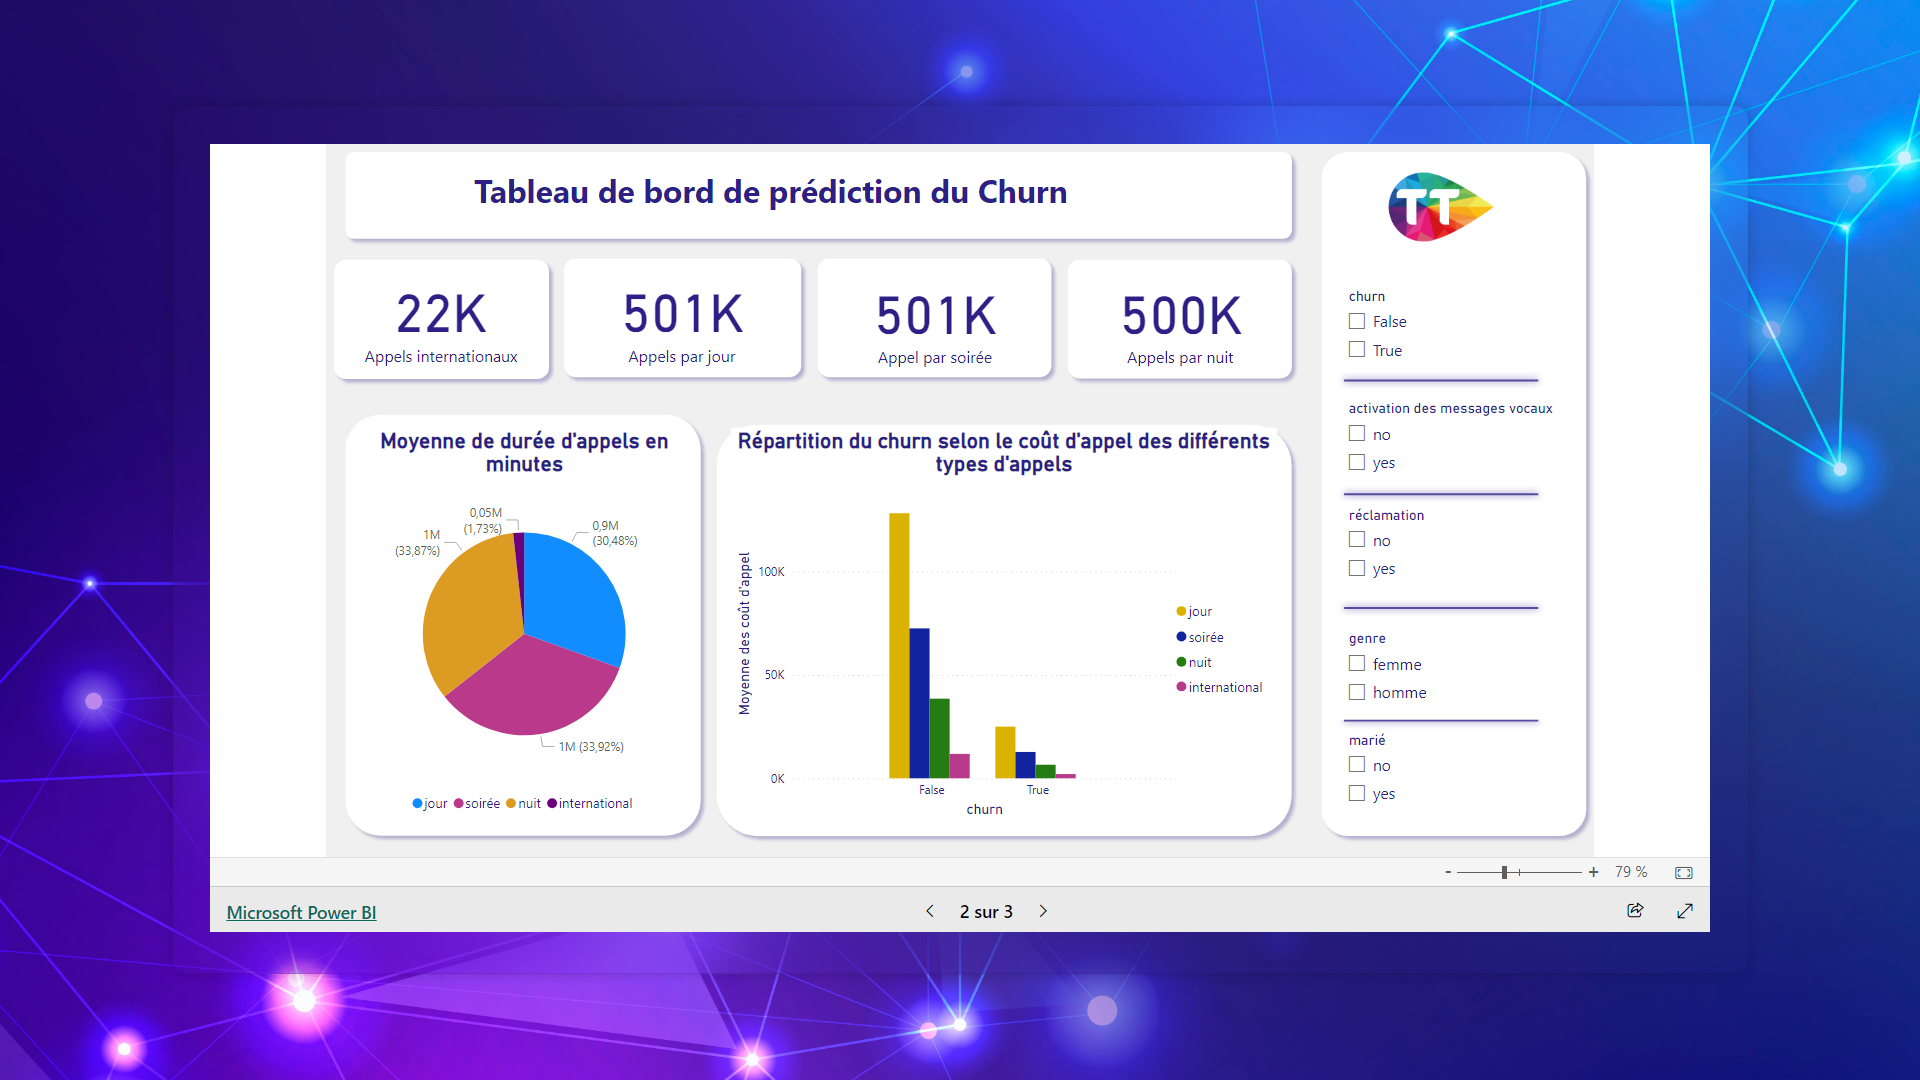 Tableau de bord de prédiction du Churn
TT
22K
Appels internationaux
501K
Appels par jour
501K
Appel par soirée
500K
Appels par nuit
Moyenne de durée d'appels en
minutes
0,05M
(1,73%)
0,9M
(30,48%)
1M
(33,87%)
1M (33,92%)
jour soirée nuit international
Répartition du churn selon le coût d'appel des différents
types d'appels
Moyenne des coût d'appel
100K
50K
0K
False
True
churn
jour
soirée
nuit
international
churn
False
True
activation des messages vocaux
no
yes
réclamation
no
yes
genre
femme
homme
marié
no
yes
- + 79 %
Microsoft Power BI
2 sur 3